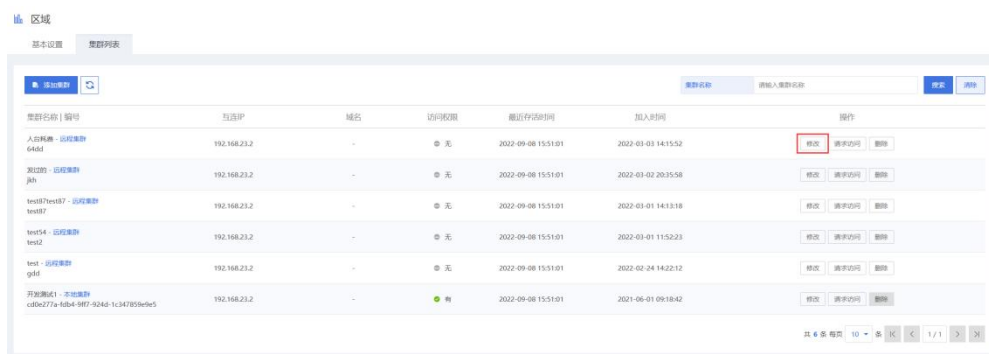 区域
基本设置 集群列表
添加集群 集群名称 请输入集群名称 搜索 清除
集群名称 | 编号 互连IP 域名 访问权限 最近存活时间 加入时间 操作
- 远程集群
64dd 192.168.23.2 - 无 2022-09-08 15:51:01 2022-03-03 14:15:52 修改 请求访问 删除
发过的 - 远程集群
jkh 192.168.23.2 - 无 2022-09-08 15:51:01 2022-03-02 20:35:58 修改 请求访问 删除
test87test87 - 远程集群
test87 192.168.23.2 - 无 2022-09-08 15:51:01 2022-03-01 14:13:18 修改 请求访问 删除
test54 - 远程集群
test2 192.168.23.2 - 无 2022-09-08 15:51:01 2022-03-01 11:52:23 修改 请求访问 删除
test - 远程集群
gdd 192.168.23.2 - 无 2022-09-08 15:51:01 2022-02-24 14:22:12 修改 请求访问 删除
开发测试1 - 本地集群
cd0e277a-fdb4-9ff7-924d-1c347859e9e5 192.168.23.2 - 有 2022-09-08 15:51:01 2021-06-01 09:18:42 修改 请求访问 删除
共 6 条 每页 10 条 1 / 1